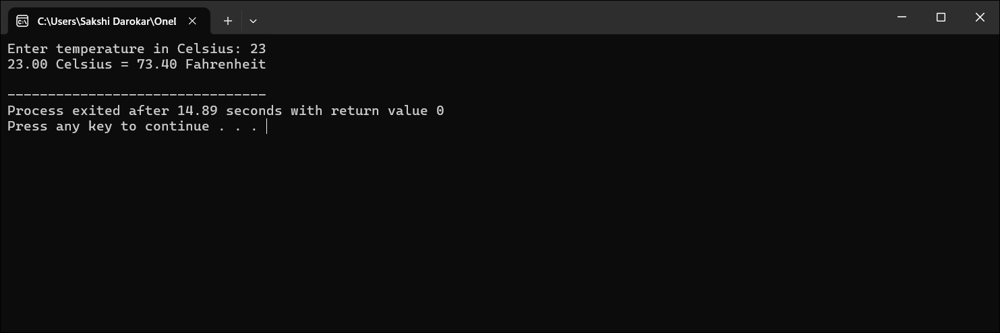 C:\Users\Sakshi Darokar\OneI
Enter temperature in Celsius: 23
23.00 Celsius = 73.40 Fahrenheit
--------------------------------
Process exited after 14.89 seconds with return value 0
Press any key to continue . . .